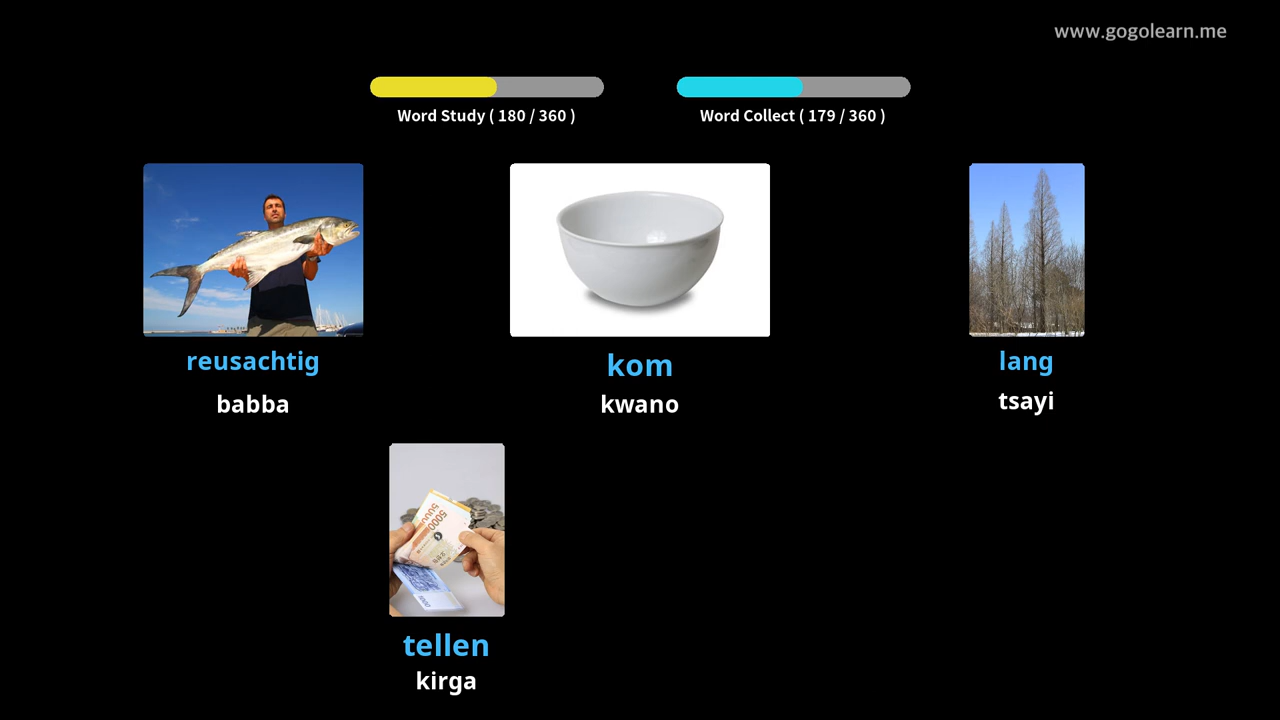 www.gogolearn.me
Word Study ( 180 / 360 )
Word Collect ( 179 / 360 )
reusachtig
babba
kom
kwano
lang
tsayi
5000
tellen
kirga